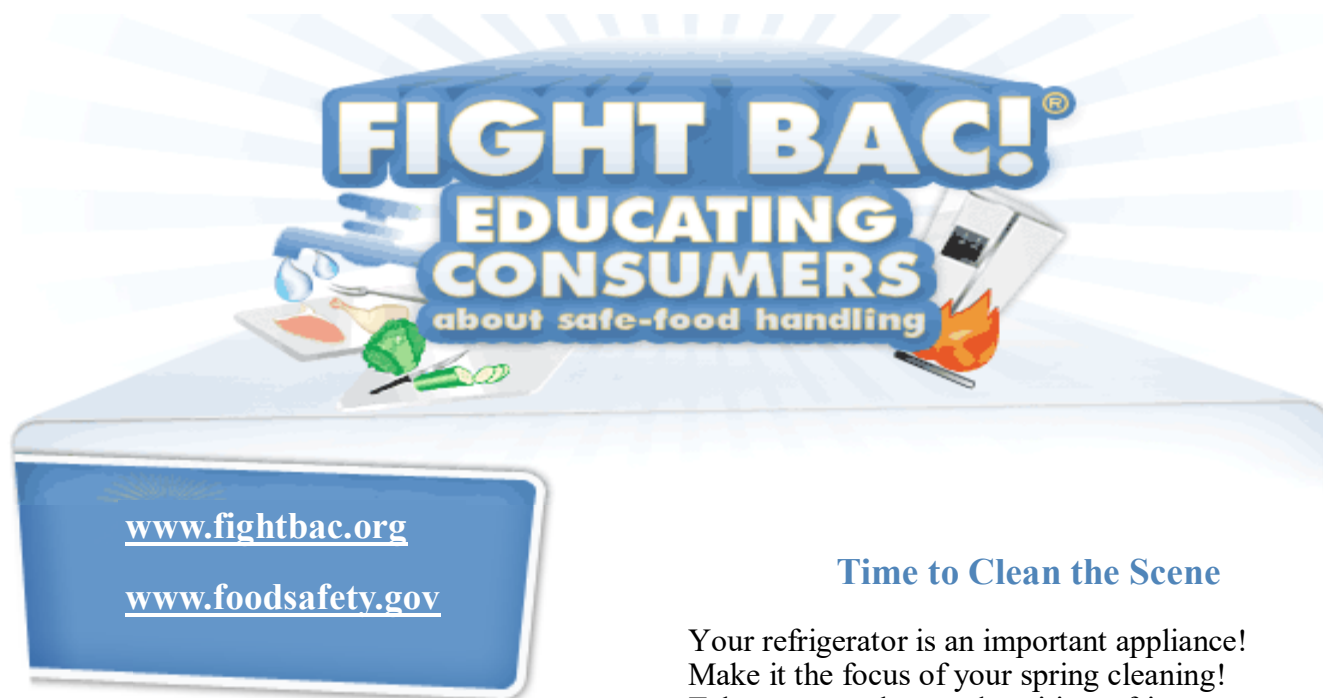 FIGHT BAC!®
EDUCATING
CONSUMERS
about safe-food handling
www.fightbac.org
www.foodsafety.gov
Time to Clean the Scene
Your refrigerator is an important appliance!
Make it the focus of your spring cleaning!